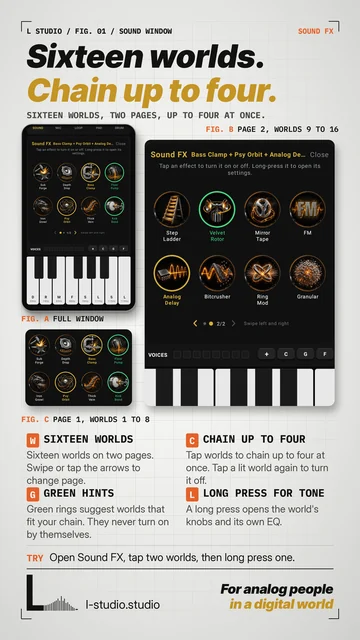 L STUDIO / FIG. 01 / SOUND WINDOW
SOUND FX
Sixteen worlds.
Chain up to four.
SIXTEEN WORLDS, TWO PAGES, UP TO FOUR AT ONCE.
FIG. B PAGE 2, WORLDS 9 TO 16
Sound FX Bass Clamp + Psy Orbit + Analog De... Close
Tap an effect to turn it on or off. Long-press it to open its
settings.
Step
Ladder
Velvet
Rotor
Mirror
Tape
FM
Analog
Delay
Bitcrusher
Ring
Mod
Granular
2/2
Swipe left and right
VOICES
+ C G F
FIG. A FULL WINDOW
FIG. C PAGE 1, WORLDS 1 TO 8
W SIXTEEN WORLDS
Sixteen worlds on two pages.
Swipe or tap the arrows to
change page.
C CHAIN UP TO FOUR
Tap worlds to chain up to four at
once. Tap a lit world again to turn
it off.
G GREEN HINTS
Green rings suggest worlds that
fit your chain. They never turn on
by themselves.
L LONG PRESS FOR TONE
A long press opens the world's
knobs and its own EQ.
TRY Open Sound FX, tap two worlds, then long press one.
L
l-studio.studio
For analog people
in a digital world